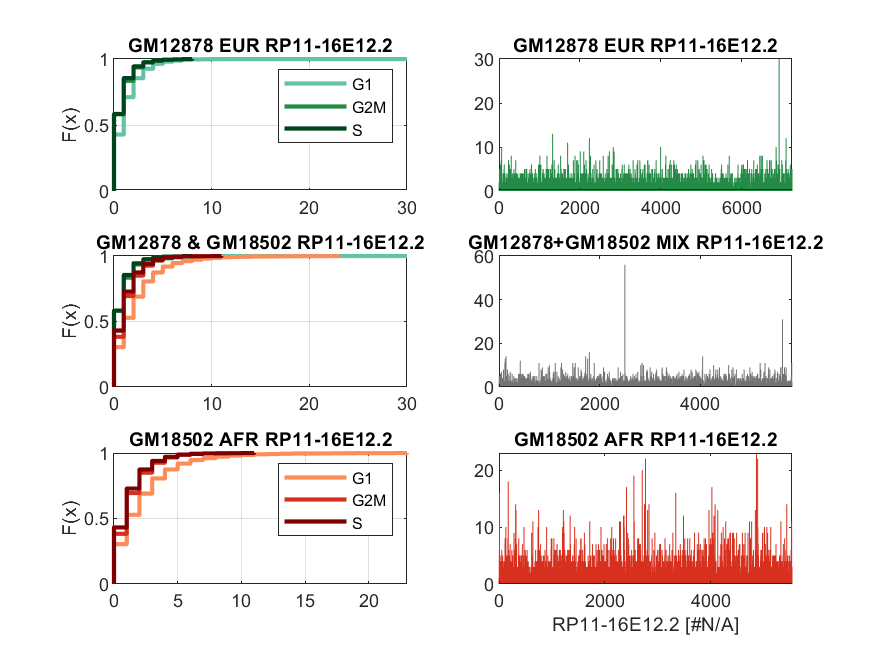 GM12878 EUR RP11-16E12.2
1
0.5
0
F(x)
0
10
20
30
G1
G2M
S
GM12878 EUR RP11-16E12.2
30
20
10
0
0
2000
4000
6000
GM12878 & GM18502 RP11-16E12.2
1
0.5
0
F(x)
0
10
20
30
GM12878+GM18502 MIX RP11-16E12.2
60
40
20
0
0
2000
4000
GM18502 AFR RP11-16E12.2
1
0.5
0
F(x)
0
5
10
15
20
G1
G2M
S
GM18502 AFR RP11-16E12.2
20
10
0
0
2000
4000
RP11-16E12.2 [#N/A]